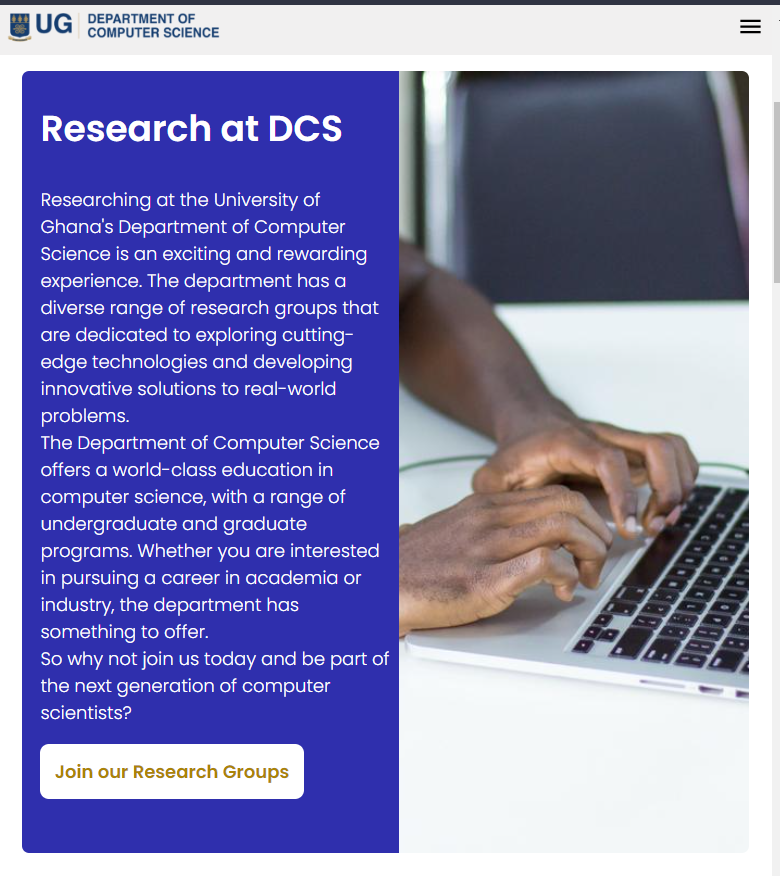 UG
DEPARTMENT OF
COMPUTER SCIENCE
Research at DCS
Researching at the University of
Ghana's Department of Computer
Science is an exciting and rewarding
experience. The department has a
diverse range of research groups that
are dedicated to exploring cutting-
edge technologies and developing
innovative solutions to real-world
problems.
The Department of Computer Science
offers a world-class education in
computer science, with a range of
undergraduate and graduate
programs. Whether you are interested
in pursuing a career in academia or
industry, the department has
something to offer.
So why not join us today and be part of
the next generation of computer
scientists?
Join our Research Groups